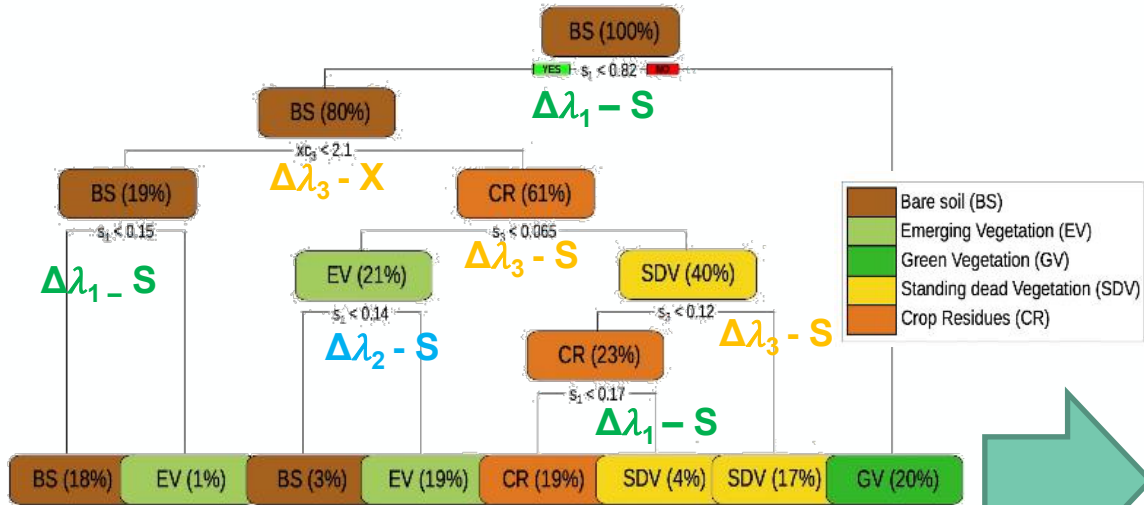 BS (100%)
YES s₁ < 0.82 NO
Δλ₁ – S
BS (80%)
xc₃ < 2.1
Δλ₃ - X
BS (19%)
CR (61%)
s₁ < 0.15
s₃ < 0.065
Δλ₁ – S
Δλ₃ - S
EV (21%)
SDV (40%)
s₂ < 0.14
s₃ < 0.12
Δλ₂ - S
Δλ₃ - S
CR (23%)
s₁ < 0.17
Δλ₁ – S
BS (18%)
EV (1%)
BS (3%)
EV (19%)
CR (19%)
SDV (4%)
SDV (17%)
GV (20%)
Bare soil (BS)
Emerging Vegetation (EV)
Green Vegetation (GV)
Standing dead Vegetation (SDV)
Crop Residues (CR)